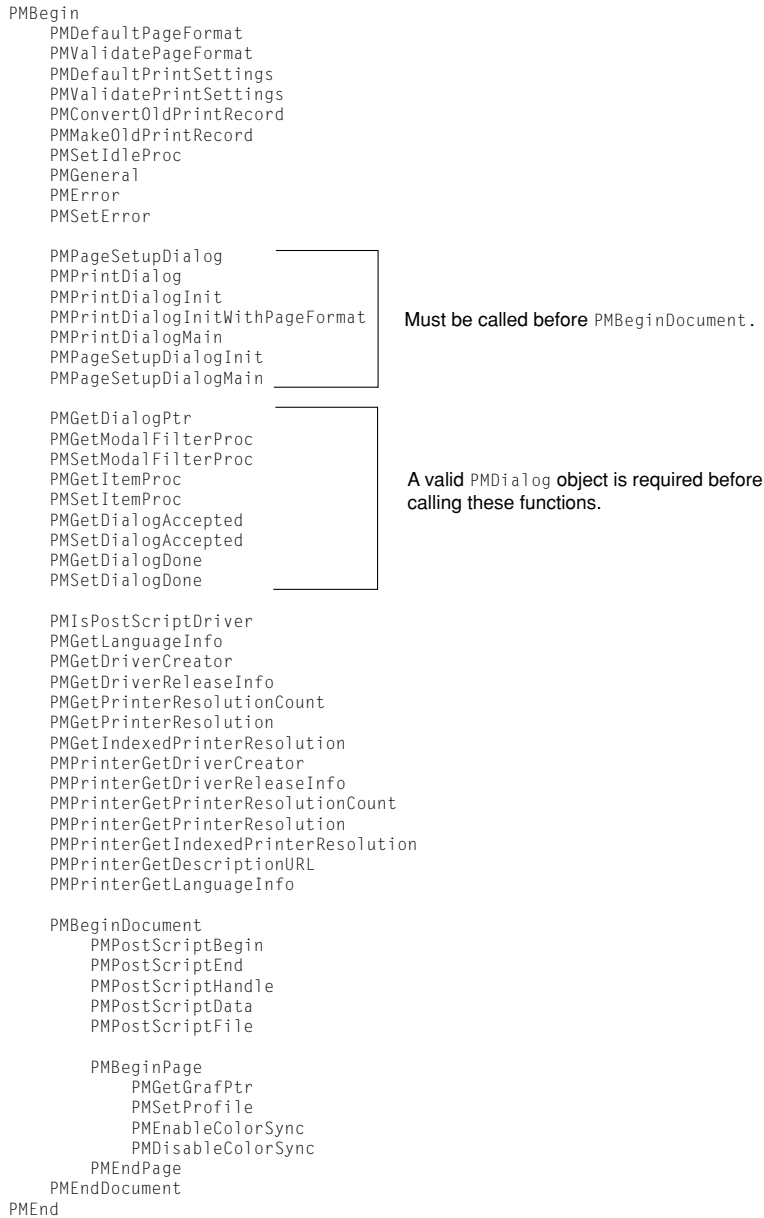 PMBegin
PMDefaultPageFormat
PMValidatePageFormat
PMDefaultPrintSettings
PMValidatePrintSettings
PMConvertOldPrintRecord
PMMakeOldPrintRecord
PMSetIdleProc
PMGeneral
PMError
PMSetError
PMPageSetupDialog
PMPrintDialog
PMPrintDialogInit
PMPrintDialogInitWithPageFormat
PMPrintDialogMain
PMPageSetupDialogInit
PMPageSetupDialogMain
Must be called before PMBeginDocument.
PMGetDialogPtr
PMGetModalFilterProc
PMSetModalFilterProc
PMGetItemProc
PMSetItemProc
PMGetDialogAccepted
PMSetDialogAccepted
PMGetDialogDone
PMSetDialogDone
A valid PMDialog object is required before
calling these functions.
PMIsPostScriptDriver
PMGetLanguageInfo
PMGetDriverCreator
PMGetDriverReleaseInfo
PMGetPrinterResolutionCount
PMGetPrinterResolution
PMGetIndexedPrinterResolution
PMPrinterGetDriverCreator
PMPrinterGetDriverReleaseInfo
PMPrinterGetPrinterResolutionCount
PMPrinterGetPrinterResolution
PMPrinterGetIndexedPrinterResolution
PMPrinterGetDescriptionURL
PMPrinterGetLanguageInfo
PMBeginDocument
PMPostScriptBegin
PMPostScriptEnd
PMPostScriptHandle
PMPostScriptData
PMPostScriptFile
PMBeginPage
PMGetGrafPtr
PMSetProfile
PMEnableColorSync
PMDisableColorSync
PMEndPage
PMEndDocument
PMEnd